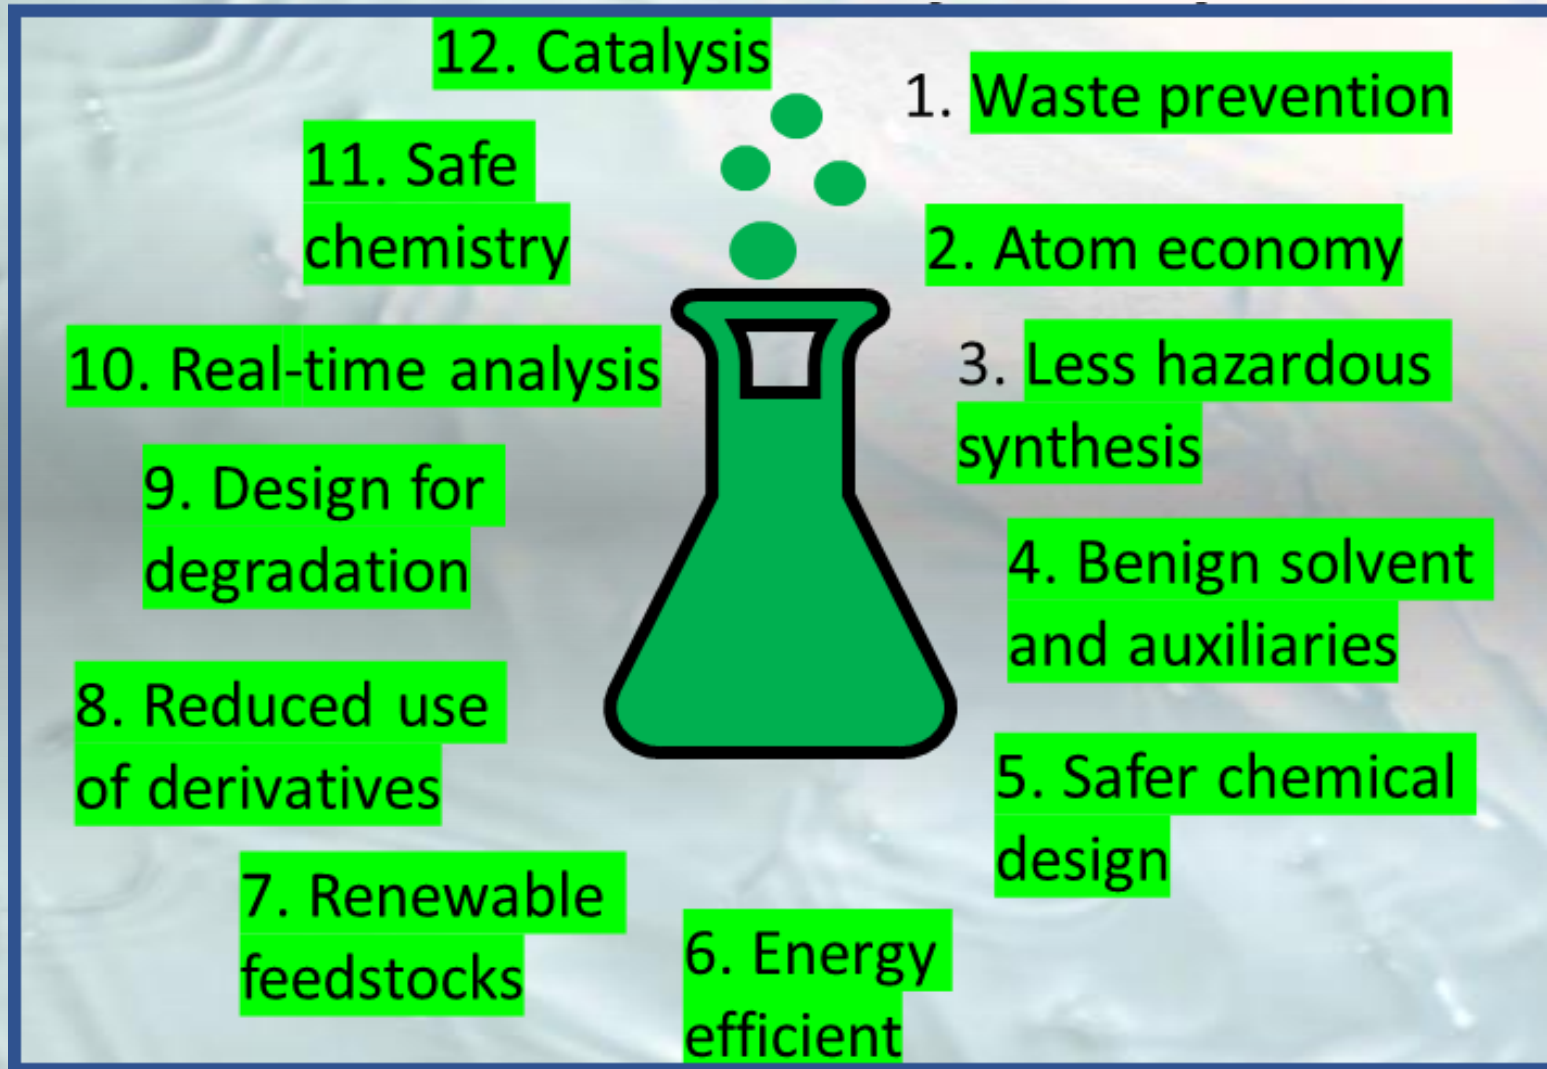 1. Waste prevention
2. Atom economy
3. Less hazardous
synthesis
4. Benign solvent
and auxiliaries
5. Safer chemical
design
6. Energy
efficient
7. Renewable
feedstocks
8. Reduced use
of derivatives
9. Design for
degradation
10. Real-time analysis
11. Safe
chemistry
12. Catalysis